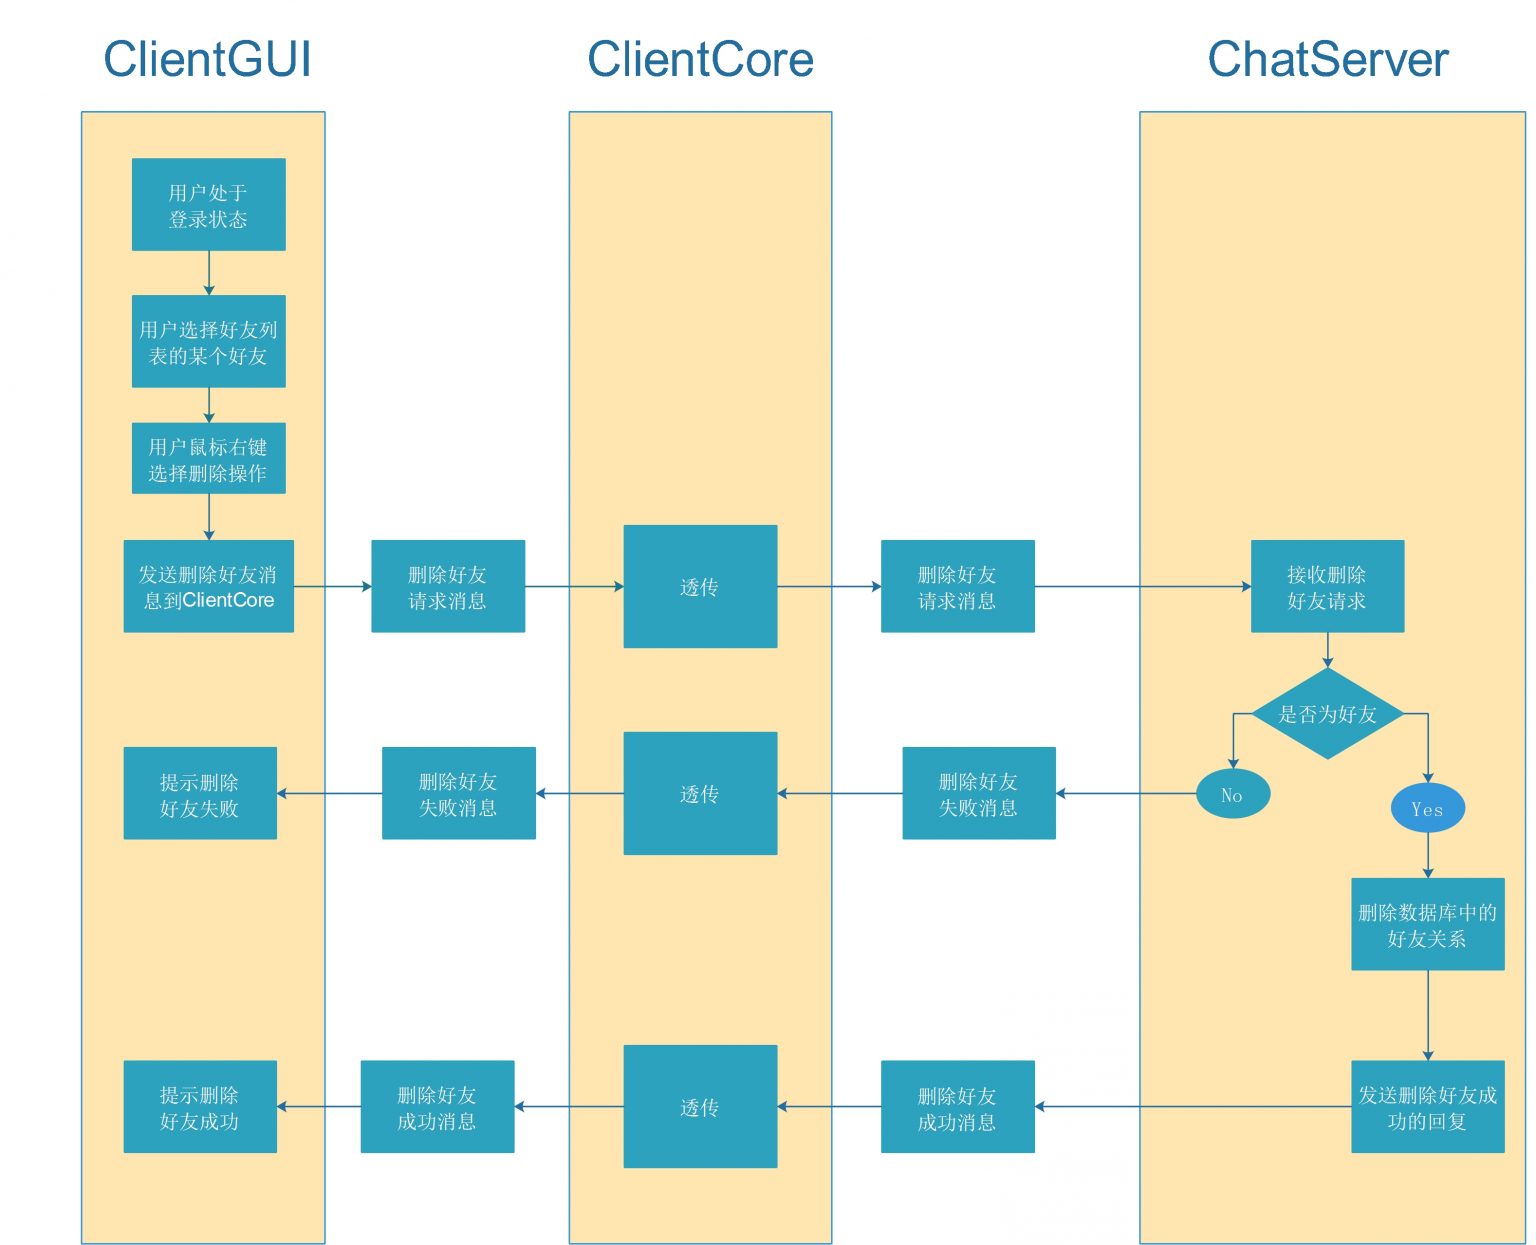 ClientGUI
ClientCore
ChatServer
用户处于
登录状态
用户选择好友列
表的某个好友
用户鼠标右键
选择删除操作
发送删除好友消
息到ClientCore
删除好友
请求消息
透传
删除好友
请求消息
接收删除
好友请求
是否为好友
No
Yes
提示删除
好友失败
删除好友
失败消息
透传
删除好友
失败消息
删除数据库中的
好友关系
提示删除
好友成功
删除好友
成功消息
透传
删除好友
成功消息
发送删除好友成
功的回复